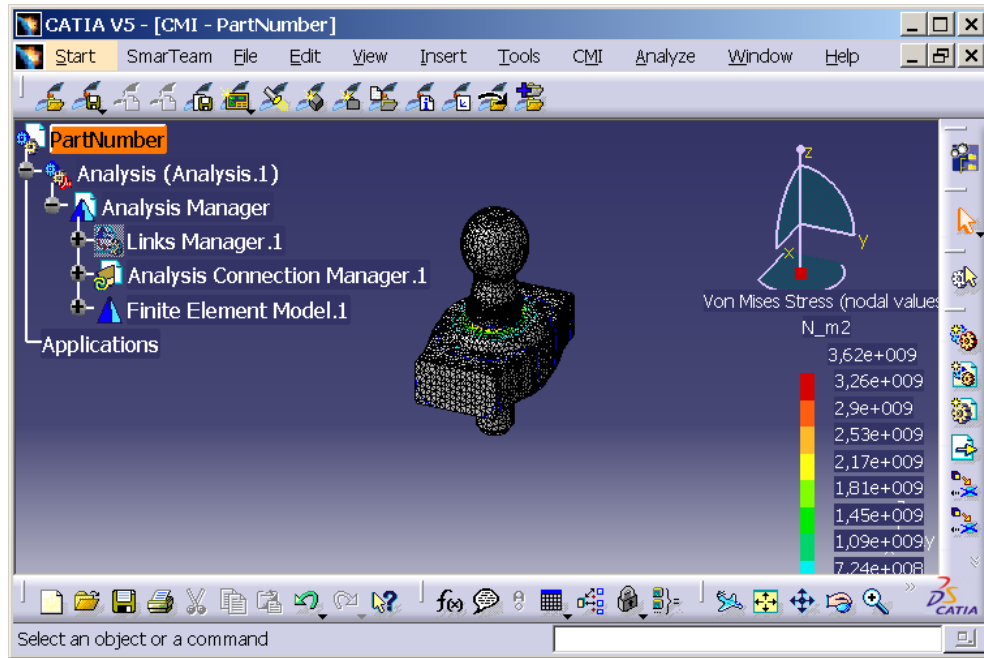 CATIA V5 - [CMI - PartNumber]
Start SmarTeam File Edit View Insert Tools CMI Analyze Window Help
PartNumber
Analysis (Analysis.1)
Analysis Manager
Links Manager.1
Analysis Connection Manager.1
Finite Element Model.1
Applications
z
y
x
Von Mises Stress (nodal values
N_m2
3,62e+009
3,26e+009
2,9e+009
2,53e+009
2,17e+009
1,81e+009
1,45e+009
1,09e+009
7,24e+008
y
f(x)
CATIA
Select an object or a command